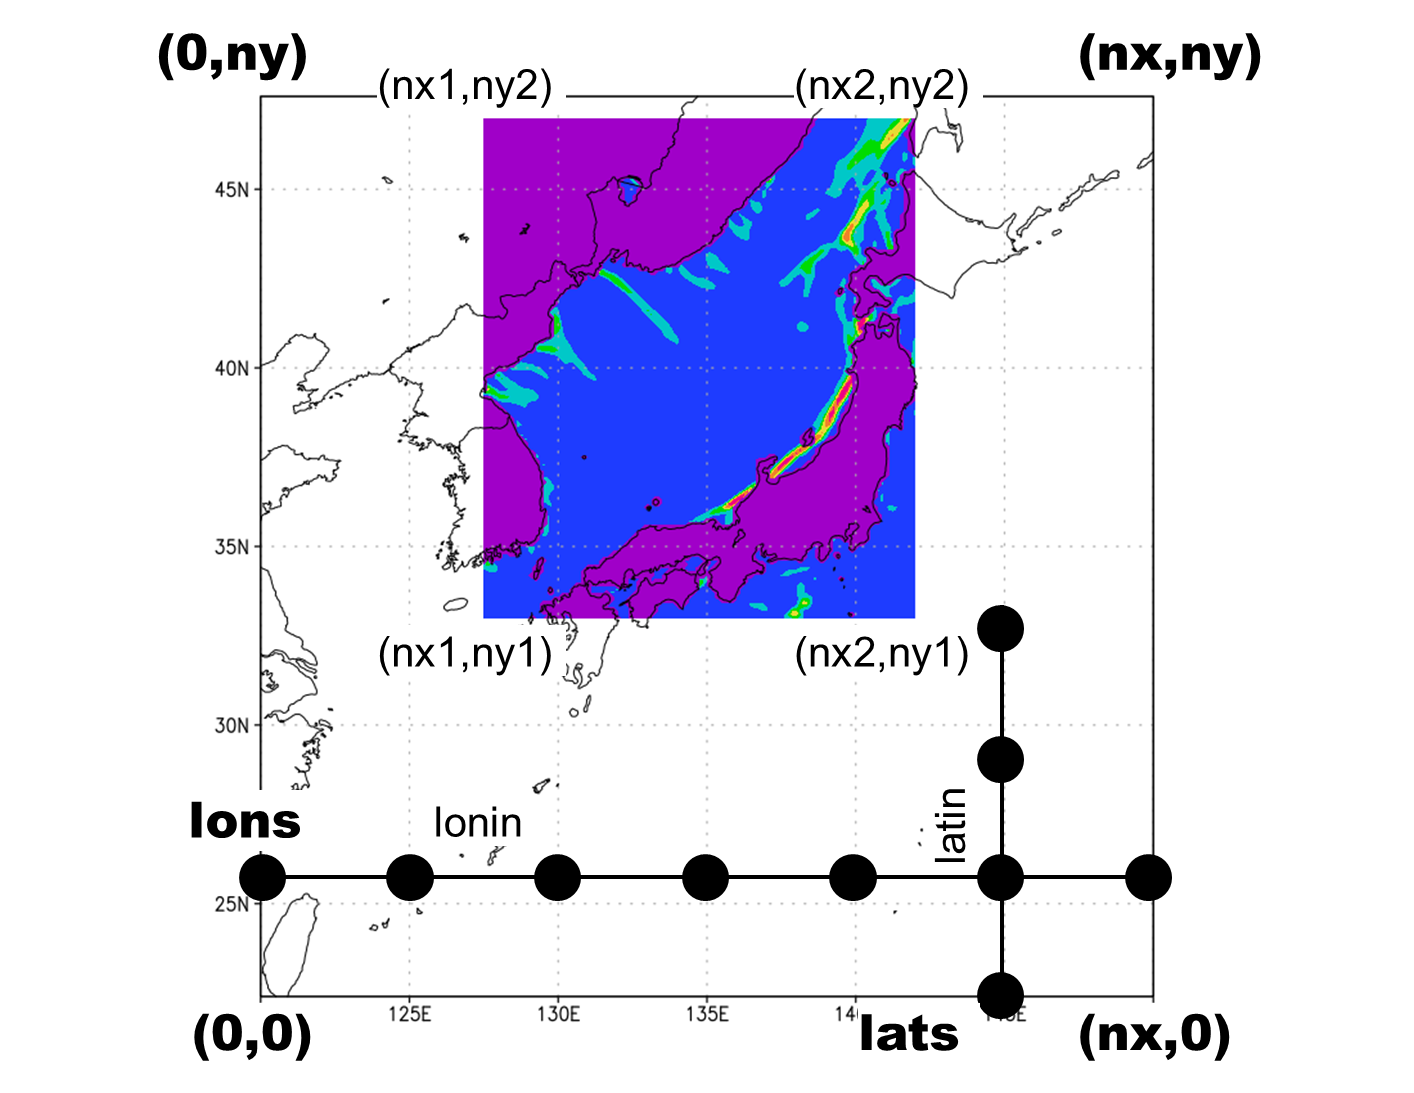 (0,ny)
(nx,ny)
(nx1,ny2)
(nx2,ny2)
45N
40N
35N
(nx1,ny1)
(nx2,ny1)
30N
lons
lonin
latin
25N
125E
130E
135E
(0,0)
lats
(nx,0)